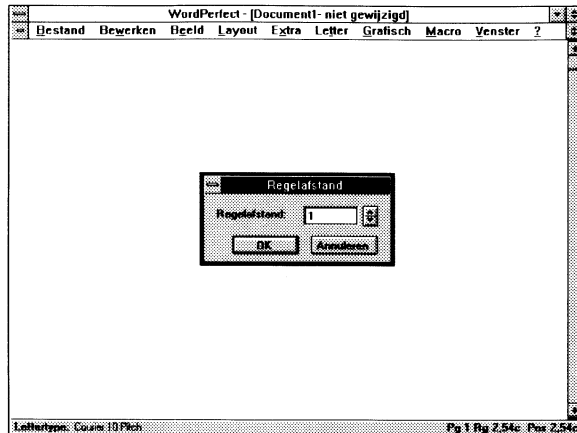 WordPerfect - [Document1- niet gewijzigd]
Bestand Bewerken Beeld Layout Extra Letter Grafisch Macro Venster ?
Regelafstand
Regelafstand: 1
OK Annuleren
Lettertype: Courier 10 Pitch Pg 1 Rg 2,54c Pos 2,54c